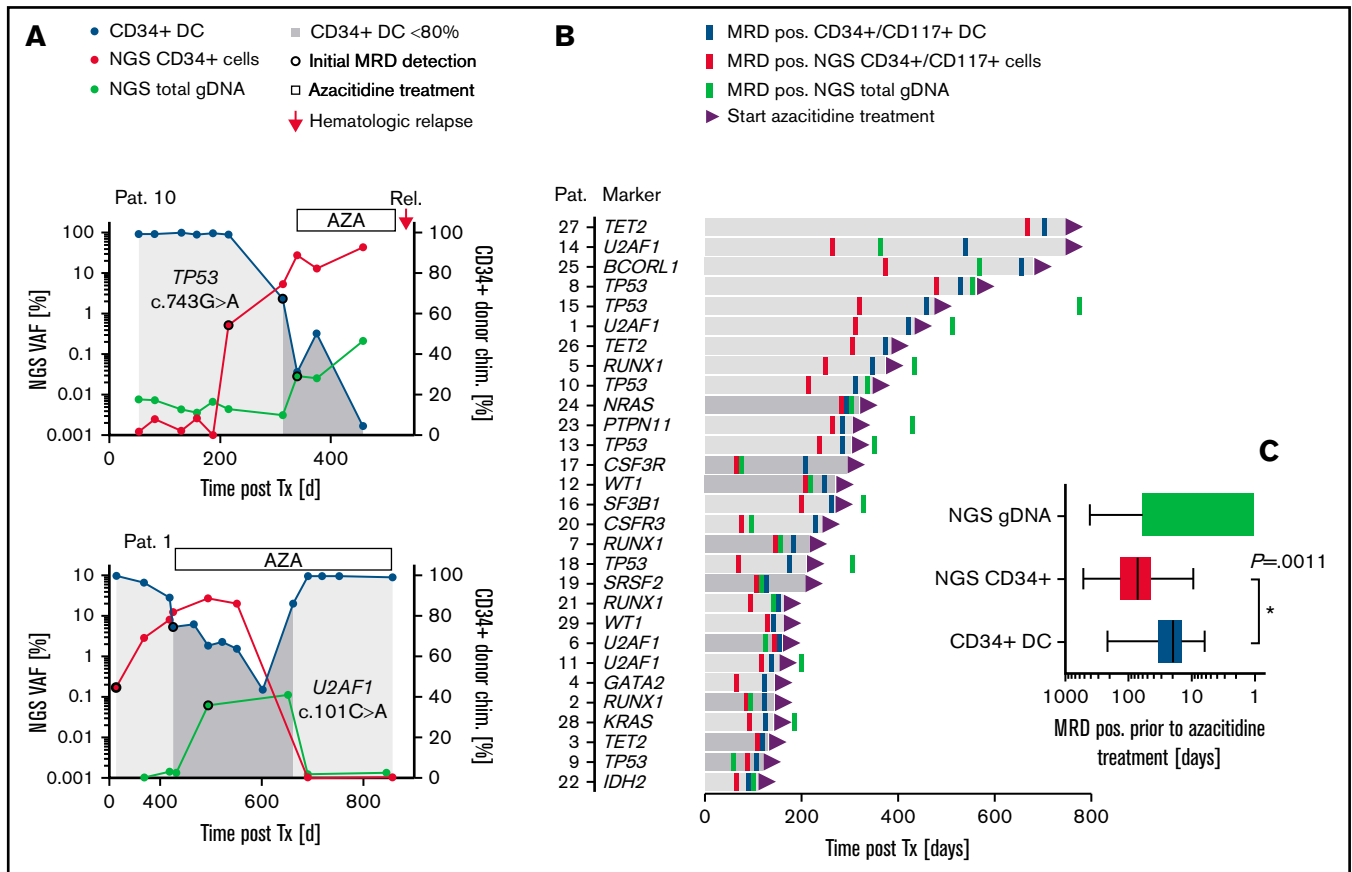 A
CD34+ DC
NGS CD34+ cells
NGS total gDNA
CD34+ DC <80%
Initial MRD detection
Azacitidine treatment
Hematologic relapse
Pat. 10
Rel.
AZA
100
10
1
0.1
0.01
0.001
NGS VAF [%]
TP53
c.743G>A
100
80
60
40
20
0
CD34+ donor chim. [%]
0 200 400
Time post Tx [d]
Pat. 1
AZA
10
10
1
0.1
0.01
0.001
NGS VAF [%]
U2AF1
c.101C>A
100
80
60
40
20
0
CD34+ donor chim. [%]
0 400 600 800
Time post Tx [d]
B
MRD pos. CD34+/CD117+ DC
MRD pos. NGS CD34+/CD117+ cells
MRD pos. NGS total gDNA
Start azacitidine treatment
Pat. Marker
27 TET2
14 U2AF1
25 BCORL1
8 TP53
15 TP53
1 U2AF1
26 TET2
5 RUNX1
10 TP53
24 NRAS
23 PTPN11
13 TP53
17 CSF3R
12 WT1
16 SF3B1
20 CSFR3
7 RUNX1
18 TP53
19 SRSF2
21 RUNX1
29 WT1
6 U2AF1
11 U2AF1
4 GATA2
2 RUNX1
28 KRAS
3 TET2
9 TP53
22 IDH2
0 200 400 600 800
Time post Tx [days]
C
NGS gDNA
NGS CD34+
CD34+ DC
P=.0011
*
1000 100 10 1
MRD pos. prior to azacitidine
treatment [days]